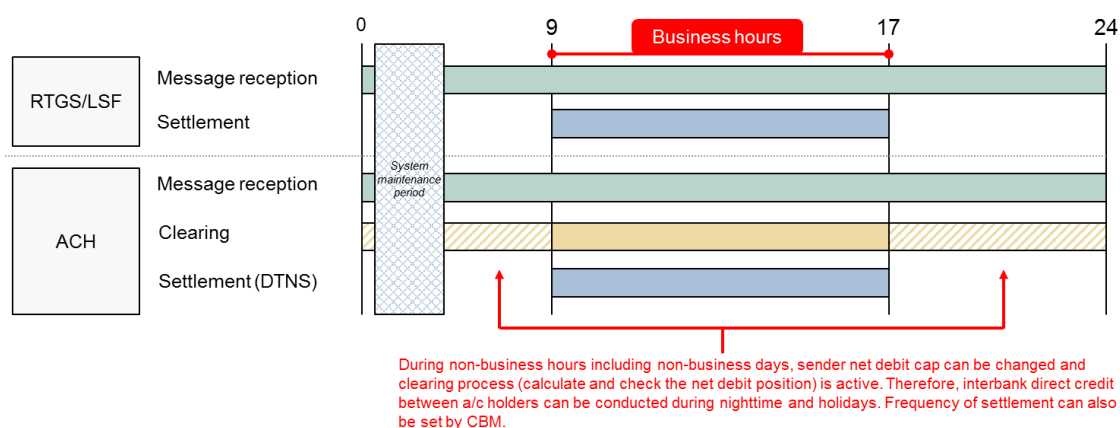 0
9
17
24
Business hours
RTGS/LSF
Message reception
Settlement
System
maintenance
period
ACH
Message reception
Clearing
Settlement (DTNS)
During non-business hours including non-business days, sender net debit cap can be changed and
clearing process (calculate and check the net debit position) is active. Therefore, interbank direct credit
between a/c holders can be conducted during nighttime and holidays. Frequency of settlement can also
be set by CBM.